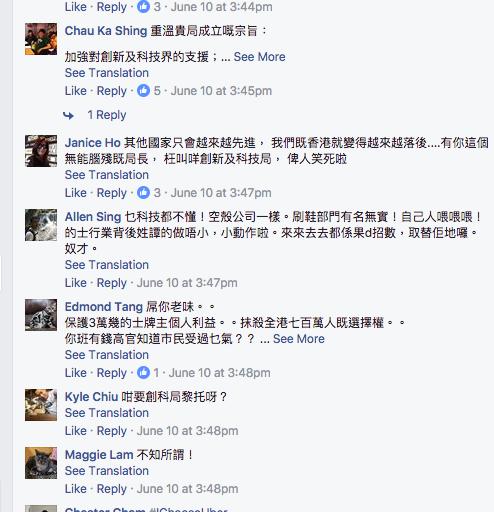 Like · Reply · 3 · June 10 at 3:44pm
Chau Ka Shing 重溫貴局成立嘅宗旨：
加強對創新及科技界的支援；... See More
See Translation
Like · Reply · 5 · June 10 at 3:45pm
1 Reply
Janice Ho 其他國家只會越來越先進， 我們既香港就變得越來越落後....有你這個
無能腦殘既局長， 枉叫咩創新及科技局， 俾人笑死啦
See Translation
Like · Reply · 3 · June 10 at 3:47pm
Allen Sing 乜科技都不懂！空殼公司一樣。刷鞋部門有名無實！自己人喂喂喂！
的士行業背後姓譚的做唔小，小動作啦。來來去去都係果d招數，取替佢地囉。
奴才。
See Translation
Like · Reply · June 10 at 3:47pm
Edmond Tang 屌你老味。。
保護3萬幾的士牌主個人利益。。抹殺全港七百萬人既選擇權。。
你班有錢高官知道市民受過乜氣？？ ... See More
See Translation
Like · Reply · 1 · June 10 at 3:48pm
Kyle Chiu 咁要創科局黎托呀？
See Translation
Like · Reply · June 10 at 3:48pm
Maggie Lam 不知所謂！
See Translation
Like · Reply · June 10 at 3:48pm